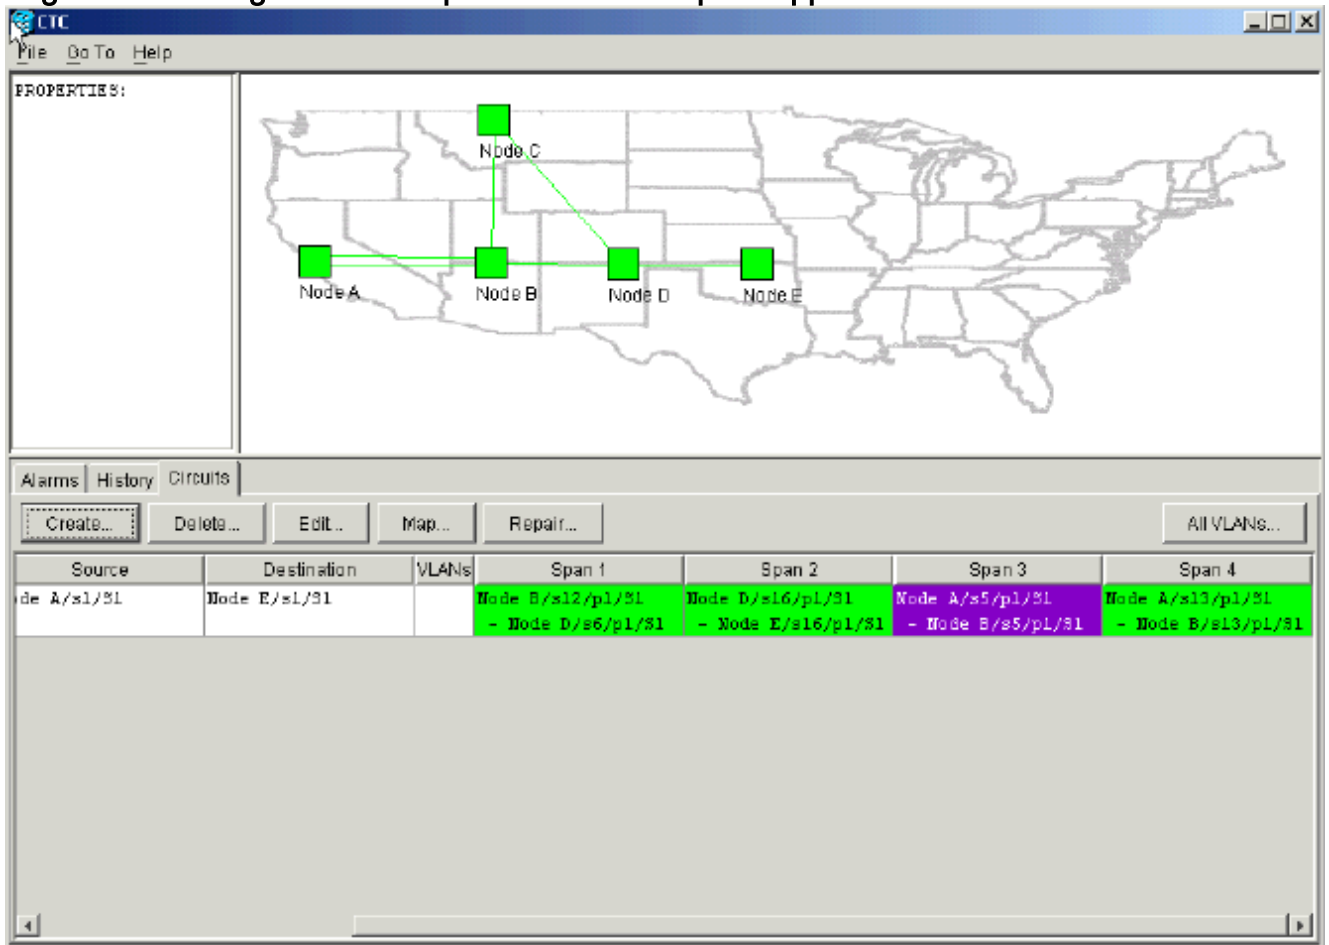 CTC
File Go To Help
PROPERTIES:
Node C
Node A
Node B
Node D
Node E
Alarms History Circuits
Create... Delete... Edit... Map... Repair... All VLANs...
Source Destination VLANs Span 1 Span 2 Span 3 Span 4
de A/s1/S1 Node E/s1/S1 Node B/s12/p1/S1 Node D/s16/p1/S1 Node A/s5/p1/S1 Node A/s13/p1/S1
- Node D/s6/p1/S1 - Node E/s16/p1/S1 - Node B/s5/p1/S1 - Node B/s13/p1/S1